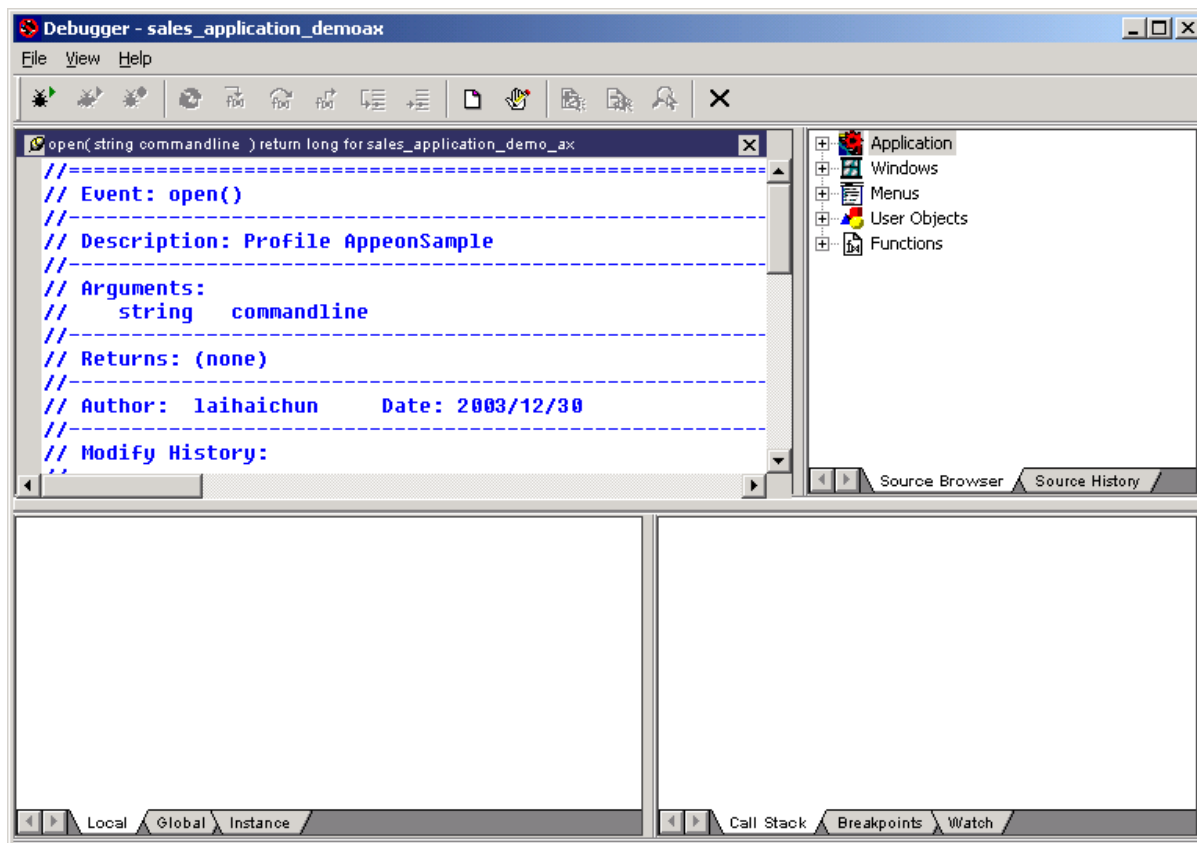 Debugger - sales_application_demoax
File View Help
open( string commandline ) return long for sales_application_demo_ax
//========================================================
// Event: open()
//--------------------------------------------------------
// Description: Profile AppeonSample
//--------------------------------------------------------
// Arguments:
// string commandline
//--------------------------------------------------------
// Returns: (none)
//--------------------------------------------------------
// Author: laihaichun Date: 2003/12/30
//--------------------------------------------------------
// Modify History:
//
Application
Windows
Menus
User Objects
Functions
Source Browser Source History
Local Global Instance
Call Stack Breakpoints Watch